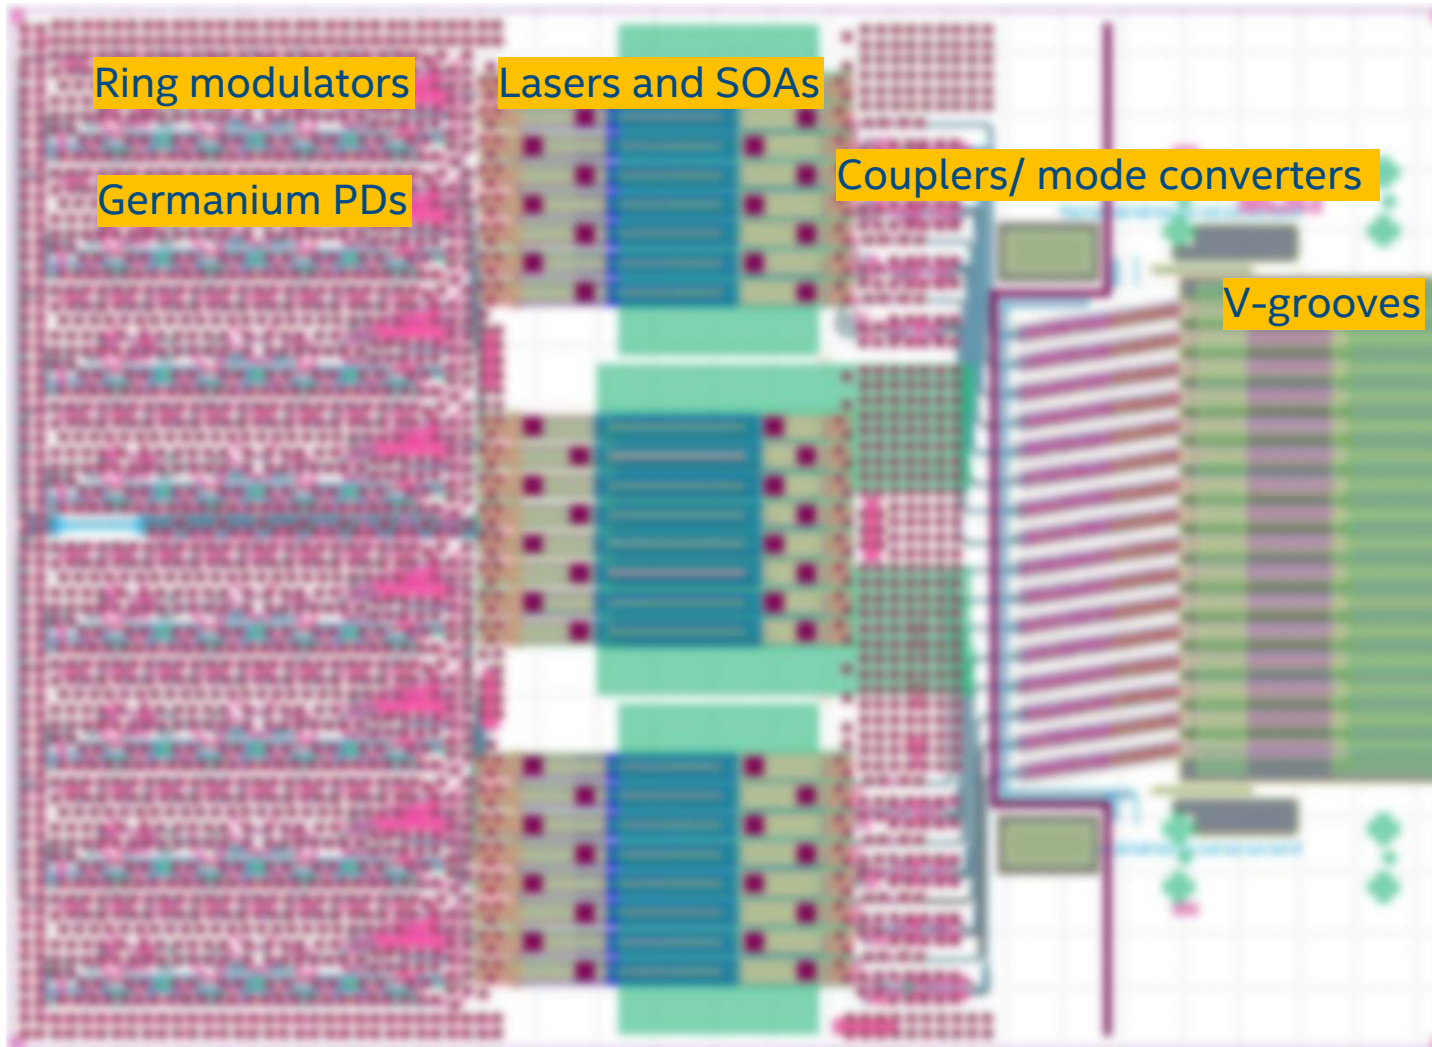 Ring modulators
Lasers and SOAs
Couplers/ mode converters
Germanium PDs
V-grooves